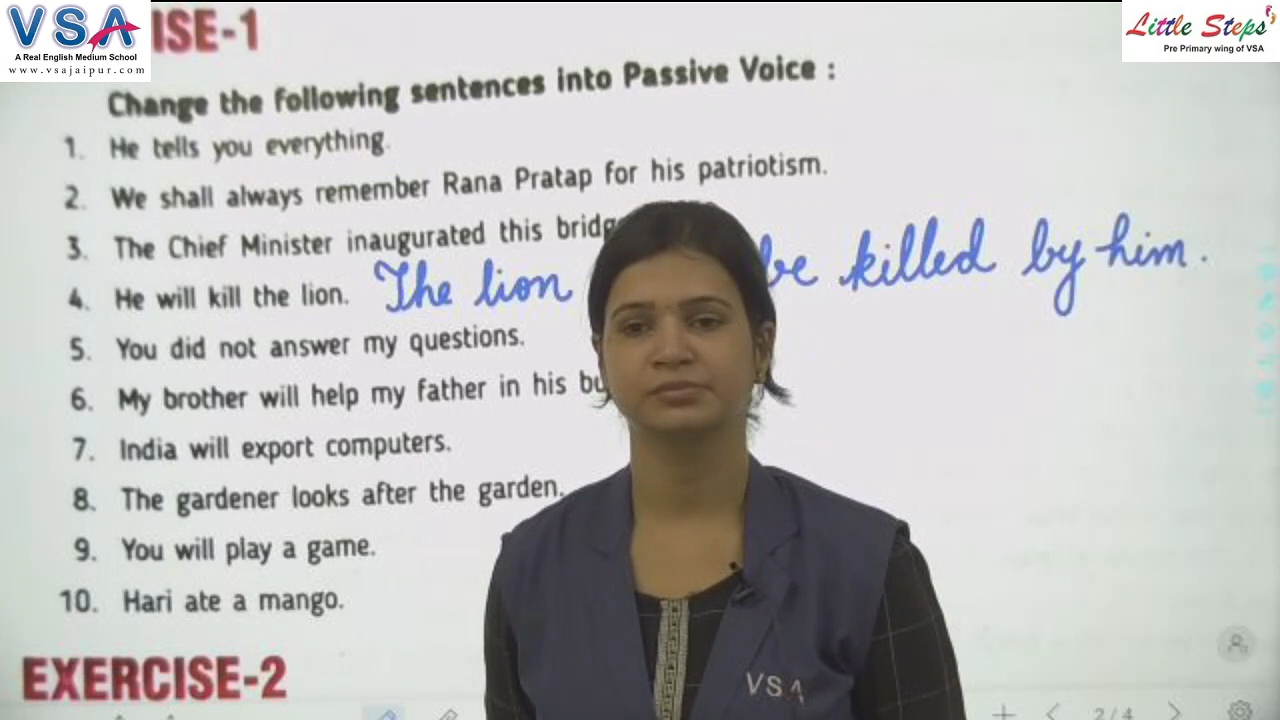 VSA
A Real English Medium School
www.vsajaipur.com
Little Steps
Pre Primary wing of VSA
ISE-1
Change the following sentences into Passive Voice :
1. He tells you everything.
2. We shall always remember Rana Pratap for his patriotism.
3. The Chief Minister inaugurated this
4. He will kill the lion. The lion be killed by him.
5. You did not answer my questions.
6. My brother will help my father in his
7. India will export computers.
8. The gardener looks after the garden.
9. You will play a game.
10. Hari ate a mango.
EXERCISE-2
VSA
2/4